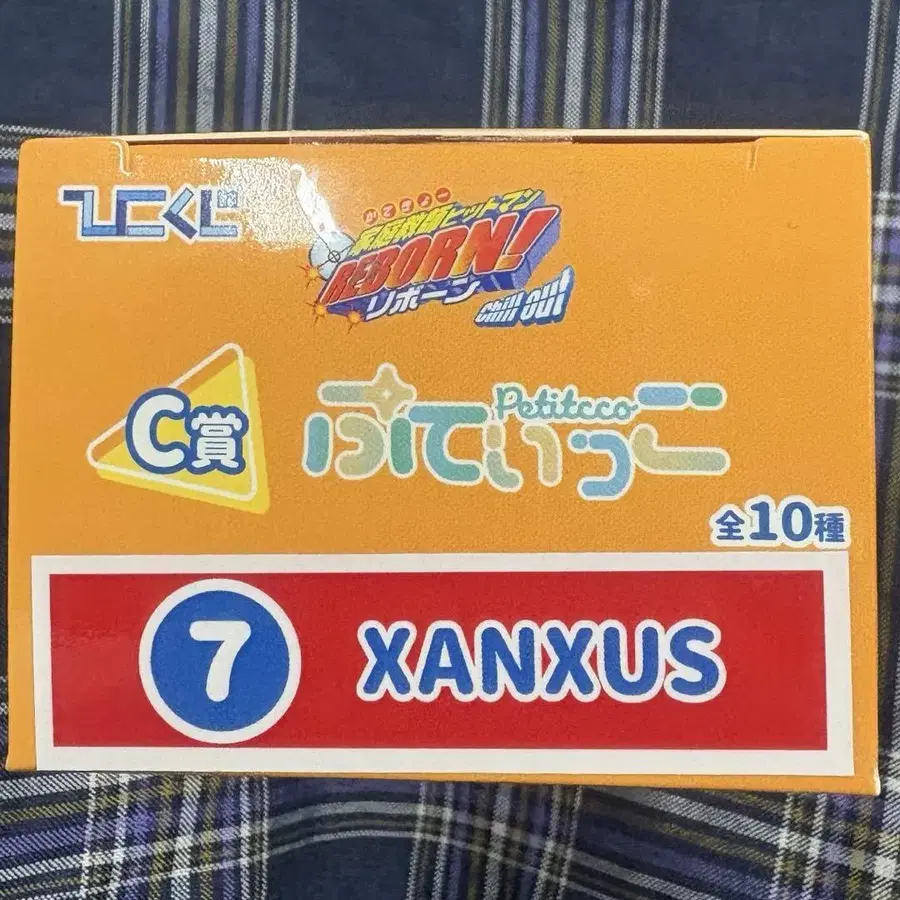 ひこくじ
かてきょー
家庭教師ヒットマン
REBORN!
リボーン
chill out
C賞
Petitcco
ぷてぃっこ
全10種
7 XANXUS